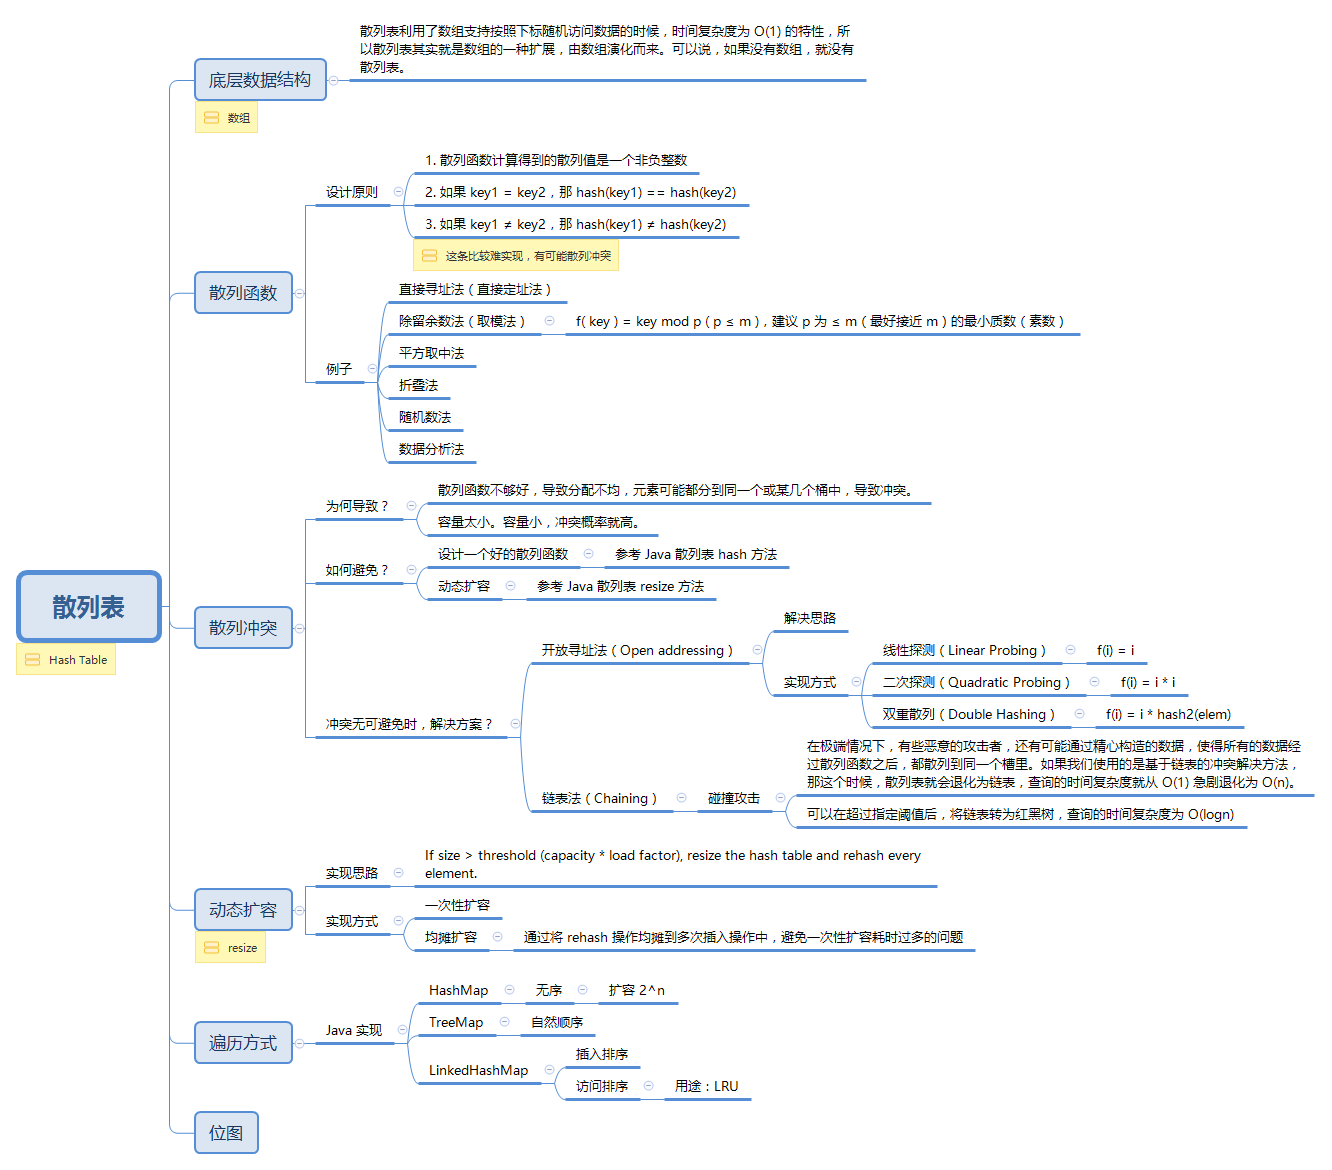 散列表
Hash Table
底层数据结构
数组
散列表利用了数组支持按照下标随机访问数据的时候，时间复杂度为 O(1) 的特性，所
以散列表其实就是数组的一种扩展，由数组演化而来。可以说，如果没有数组，就没有
散列表。
散列函数
设计原则
1. 散列函数计算得到的散列值是一个非负整数
2. 如果 key1 = key2，那 hash(key1) == hash(key2)
3. 如果 key1 ≠ key2，那 hash(key1) ≠ hash(key2)
这条比较难实现，有可能散列冲突
例子
直接寻址法（直接定址法）
除留余数法（取模法）
f( key ) = key mod p ( p ≤ m )，建议 p 为 ≤ m（最好接近 m）的最小质数（素数）
平方取中法
折叠法
随机数法
数据分析法
散列冲突
为何导致？
散列函数不够好，导致分配不均，元素可能都分到同一个或某几个桶中，导致冲突。
容量太小。容量小，冲突概率就高。
如何避免？
设计一个好的散列函数
参考 Java 散列表 hash 方法
动态扩容
参考 Java 散列表 resize 方法
冲突无可避免时，解决方案？
开放寻址法（Open addressing）
解决思路
实现方式
线性探测（Linear Probing）
f(i) = i
二次探测（Quadratic Probing）
f(i) = i * i
双重散列（Double Hashing）
f(i) = i * hash2(elem)
链表法（Chaining）
碰撞攻击
在极端情况下，有些恶意的攻击者，还有可能通过精心构造的数据，使得所有的数据经
过散列函数之后，都散列到同一个槽里。如果我们使用的是基于链表的冲突解决方法，
那这个时候，散列表就会退化为链表，查询的时间复杂度就从 O(1) 急剧退化为 O(n)。
可以在超过指定阈值后，将链表转为红黑树，查询的时间复杂度为 O(logn)
动态扩容
resize
实现思路
If size > threshold (capacity * load factor), resize the hash table and rehash every
element.
实现方式
一次性扩容
均摊扩容
通过将 rehash 操作均摊到多次插入操作中，避免一次性扩容耗时过多的问题
遍历方式
Java 实现
HashMap
无序
扩容 2^n
TreeMap
自然顺序
LinkedHashMap
插入排序
访问排序
用途：LRU
位图